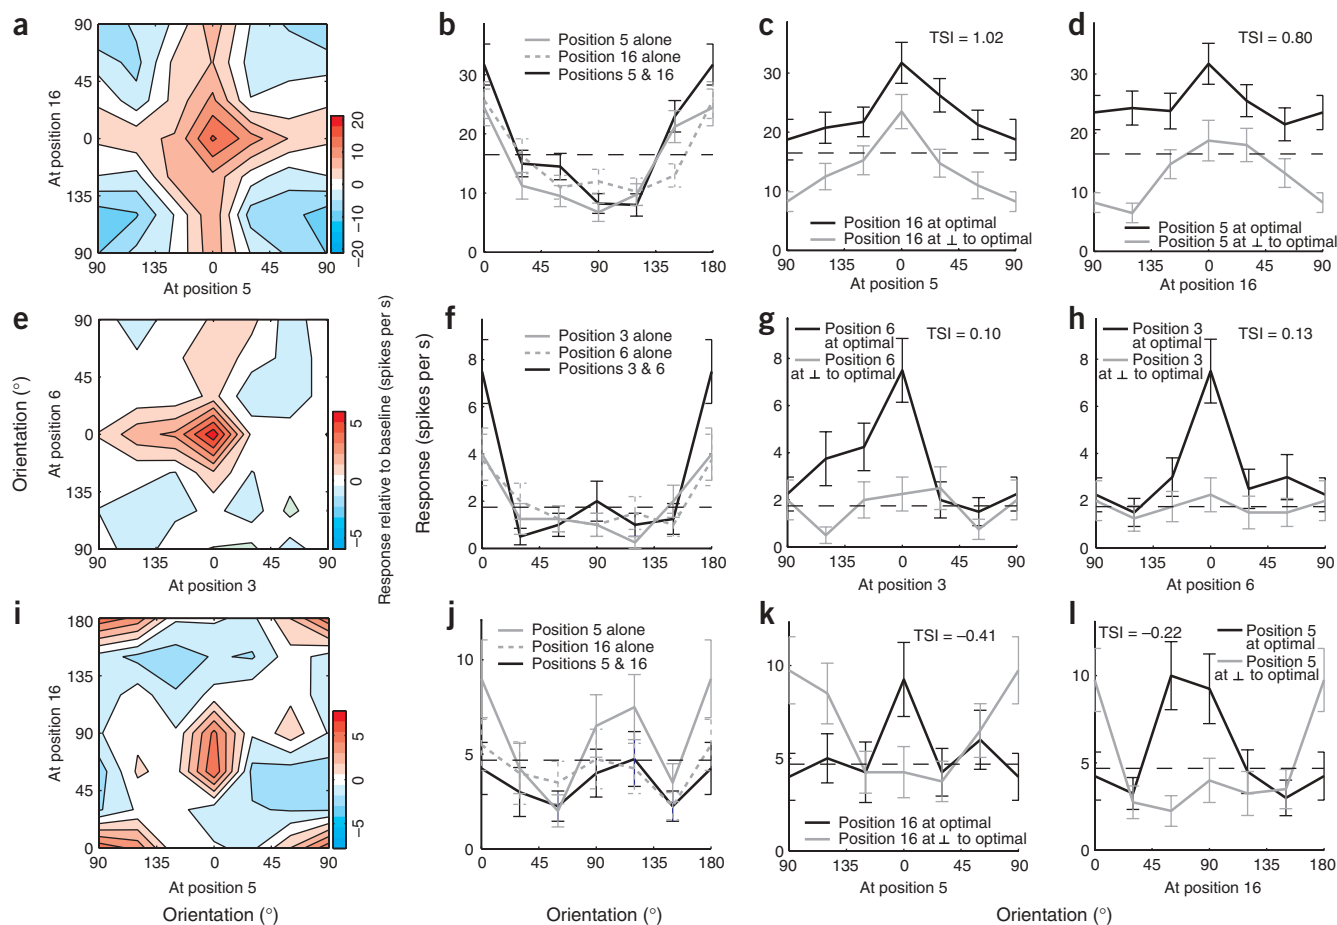 a
90
45
0
135
90
At position 16
90 135 0 45 90
At position 5
20
10
0
−10
−20
b
30
20
10
0
0 45 90 135 180
Position 5 alone
Position 16 alone
Positions 5 & 16
c
TSI = 1.02
30
20
10
0
Position 16 at optimal
Position 16 at ⊥ to optimal
90 135 0 45 90
At position 5
d
TSI = 0.80
30
20
10
0
Position 5 at optimal
Position 5 at ⊥ to optimal
90 135 0 45 90
At position 16
e
90
45
0
135
90
Orientation (°)
At position 6
90 135 0 45 90
At position 3
5
0
−5
Response relative to baseline (spikes per s)
f
Response (spikes per s)
8
6
4
2
0
0 45 90 135 180
Position 3 alone
Position 6 alone
Positions 3 & 6
g
Position 6
at optimal
Position 6
at ⊥ to optimal
TSI = 0.10
8
6
4
2
0
90 135 0 45 90
At position 3
h
Position 3
at optimal
Position 3
at ⊥ to optimal
TSI = 0.13
8
6
4
2
0
90 135 0 45 90
At position 6
i
180
135
90
45
0
At position 16
90 135 0 45 90
At position 5
Orientation (°)
5
0
−5
j
10
5
0
0 45 90 135 180
Position 5 alone
Position 16 alone
Positions 5 & 16
Orientation (°)
k
TSI = −0.41
10
5
0
Position 16 at optimal
Position 16 at ⊥ to optimal
90 135 0 45 90
At position 5
l
TSI = −0.22
Position 5
at optimal
Position 5
at ⊥ to optimal
10
5
0
0 45 90 145 180
At position 16
Orientation (°)